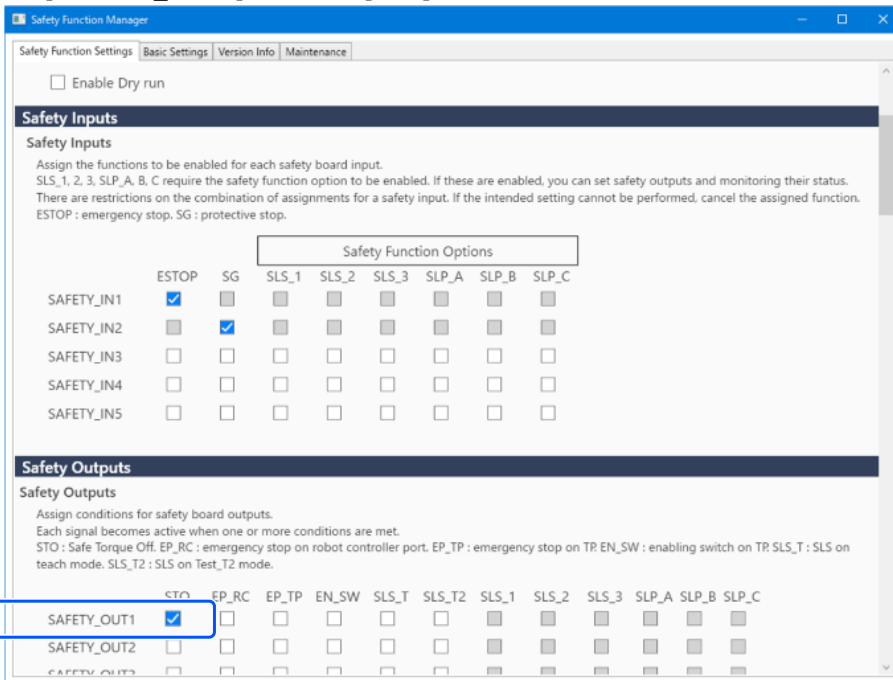 Safety Function Manager
Safety Function Settings Basic Settings Version Info Maintenance
Enable Dry run
Safety Inputs
Safety Inputs
Assign the functions to be enabled for each safety board input.
SLS_1, 2, 3, SLP_A, B, C require the safety function option to be enabled. If these are enabled, you can set safety outputs and monitoring their status.
There are restrictions on the combination of assignments for a safety input. If the intended setting cannot be performed, cancel the assigned function.
ESTOP : emergency stop. SG : protective stop.
Safety Function Options
ESTOP SG SLS_1 SLS_2 SLS_3 SLP_A SLP_B SLP_C
SAFETY_IN1
SAFETY_IN2
SAFETY_IN3
SAFETY_IN4
SAFETY_IN5
Safety Outputs
Safety Outputs
Assign conditions for safety board outputs.
Each signal becomes active when one or more conditions are met.
STO : Safe Torque Off. EP_RC : emergency stop on robot controller port. EP_TP : emergency stop on TP. EN_SW : enabling switch on TP. SLS_T : SLS on
teach mode. SLS_T2 : SLS on Test_T2 mode.
STO EP_RC EP_TP EN_SW SLS_T SLS_T2 SLS_1 SLS_2 SLS_3 SLP_A SLP_B SLP_C
SAFETY_OUT1
SAFETY_OUT2
SAFETY_OUT3